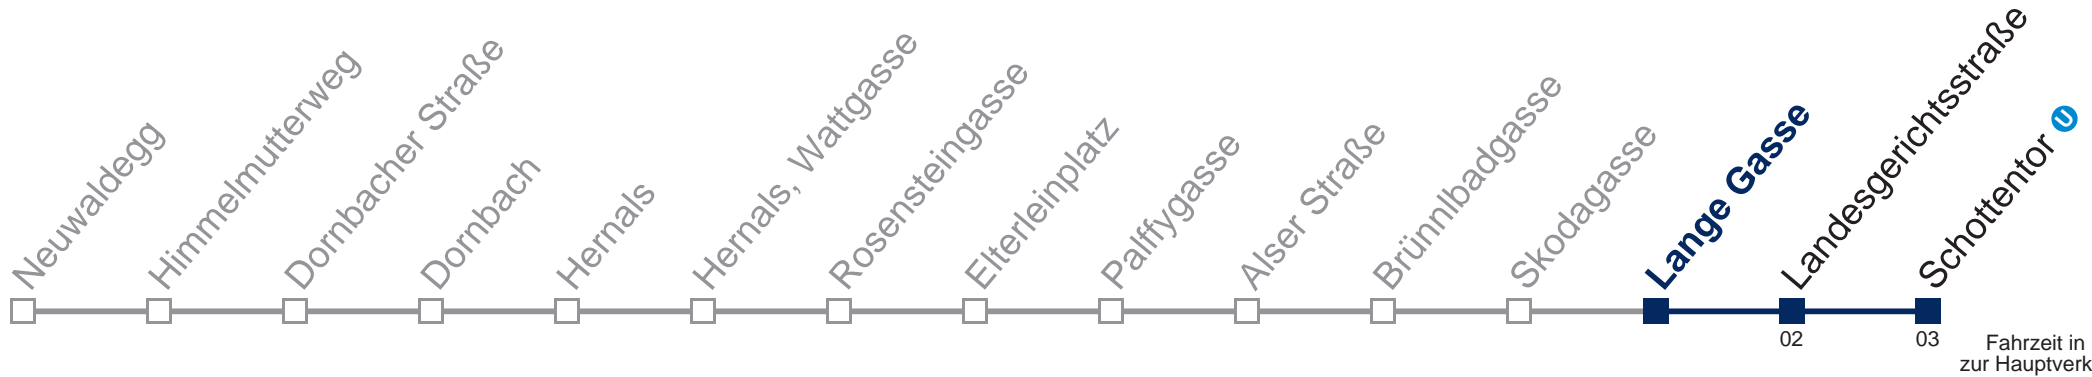 Neuwaldegg
Himmelmutterweg
Dornbacher Straße
Dornbach
Hernals
Hernals, Wattgasse
Rosensteingasse
Elterleinplatz
Palffygasse
Alser Straße
Brünnlbadgasse
Skodagasse
Lange Gasse
Landesgerichtsstraße
Schottentor U
02
03
Fahrzeit in
zur Hauptverk